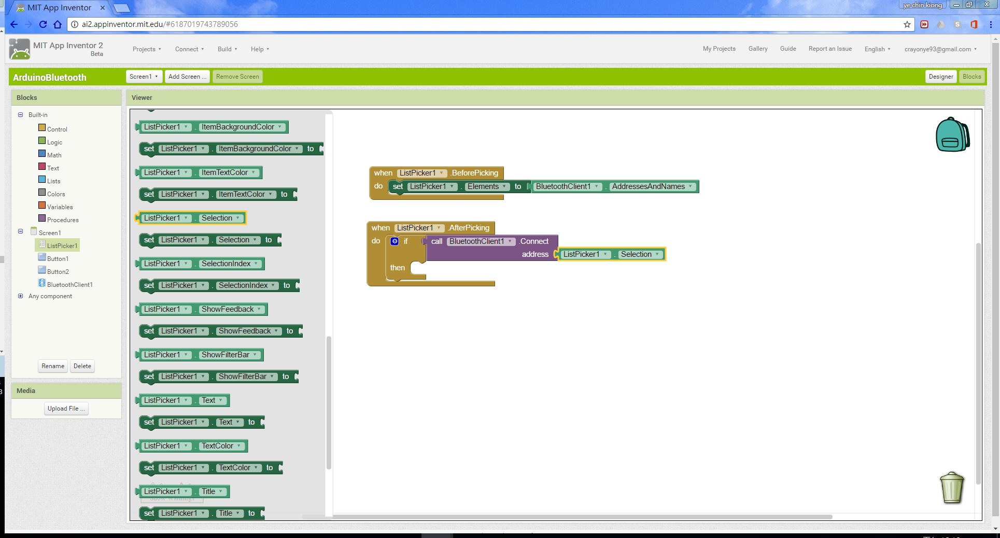 MIT App Inventor
ye chin kiong
ai2.appinventor.mit.edu/#6187019743789056
MIT App Inventor 2
Beta
Projects
Connect
Build
Help
My Projects
Gallery
Guide
Report an Issue
English
crayonye93@gmail.com
ArduinoBluetooth
Screen1
Add Screen ...
Remove Screen
Designer
Blocks
Blocks
Built-in
Control
Logic
Math
Text
Lists
Colors
Variables
Procedures
Screen1
ListPicker1
Button1
Button2
BluetoothClient1
Any component
Rename
Delete
Media
Upload File ...
Viewer
ListPicker1 . ItemBackgroundColor
set ListPicker1 . ItemBackgroundColor to
ListPicker1 . ItemTextColor
set ListPicker1 . ItemTextColor to
ListPicker1 . Selection
set ListPicker1 . Selection to
ListPicker1 . SelectionIndex
set ListPicker1 . SelectionIndex to
ListPicker1 . ShowFeedback
set ListPicker1 . ShowFeedback to
ListPicker1 . ShowFilterBar
set ListPicker1 . ShowFilterBar to
ListPicker1 . Text
set ListPicker1 . Text to
ListPicker1 . TextColor
set ListPicker1 . TextColor to
ListPicker1 . Title
Show Warnings
set ListPicker1 . Title to
when ListPicker1 .BeforePicking
do set ListPicker1 . Elements to BluetoothClient1 . AddressesAndNames
when ListPicker1 .AfterPicking
do if call BluetoothClient1 .Connect
address ListPicker1 . Selection
then